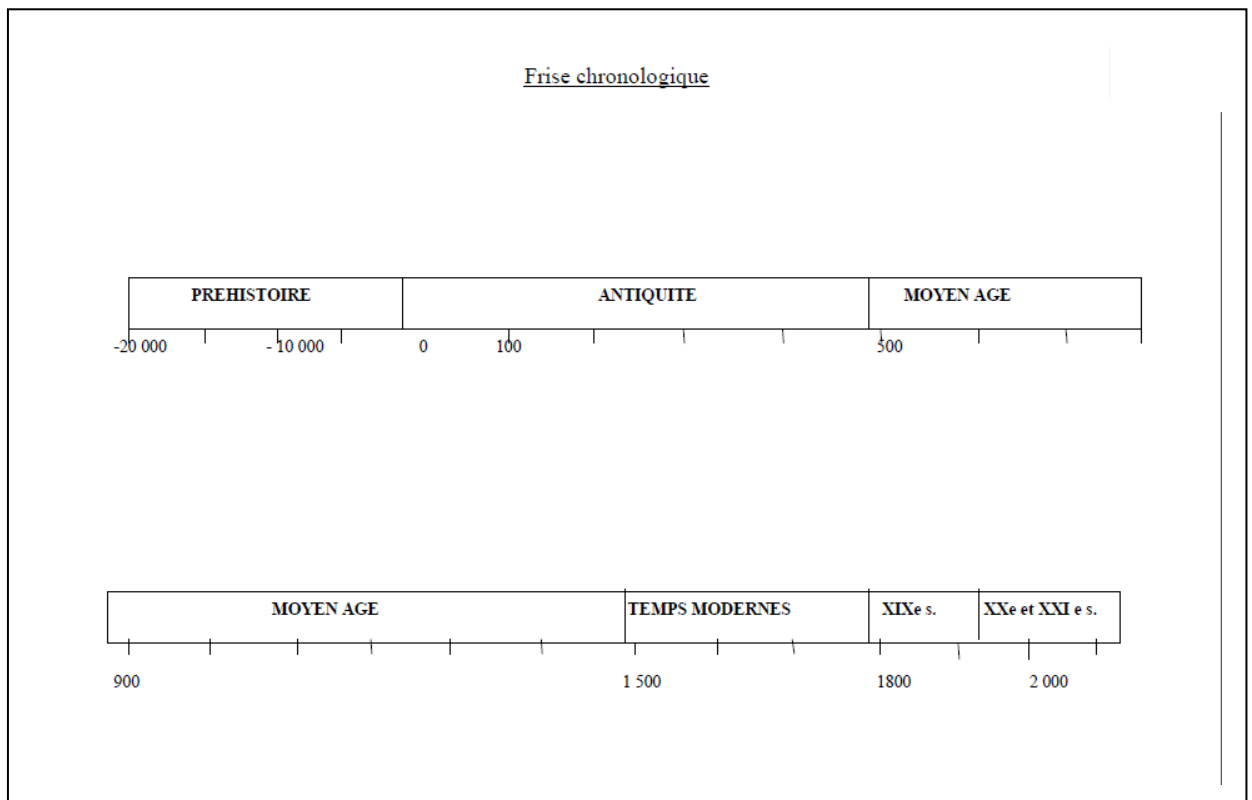 Frise chronologique
PREHISTOIRE ANTIQUITE MOYEN AGE
-20 000 - 10 000 0 100 500
MOYEN AGE TEMPS MODERNES XIXe s. XXe et XXI e s.
900 1 500 1800 2 000